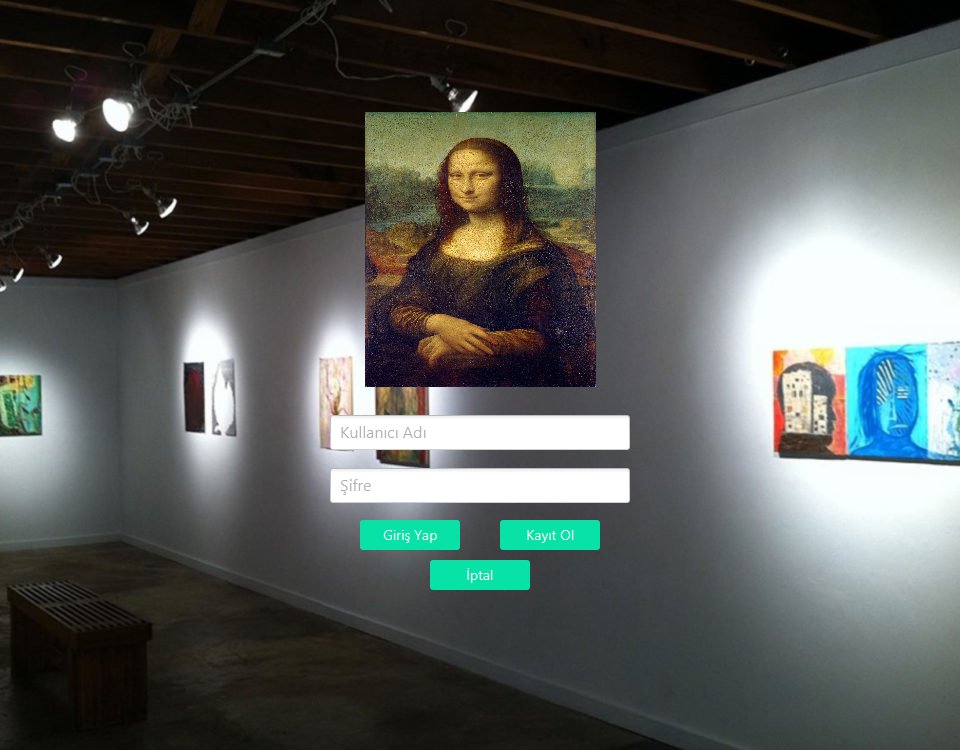 Kullanıcı Adı
Şifre
Giriş Yap
Kayıt Ol
İptal